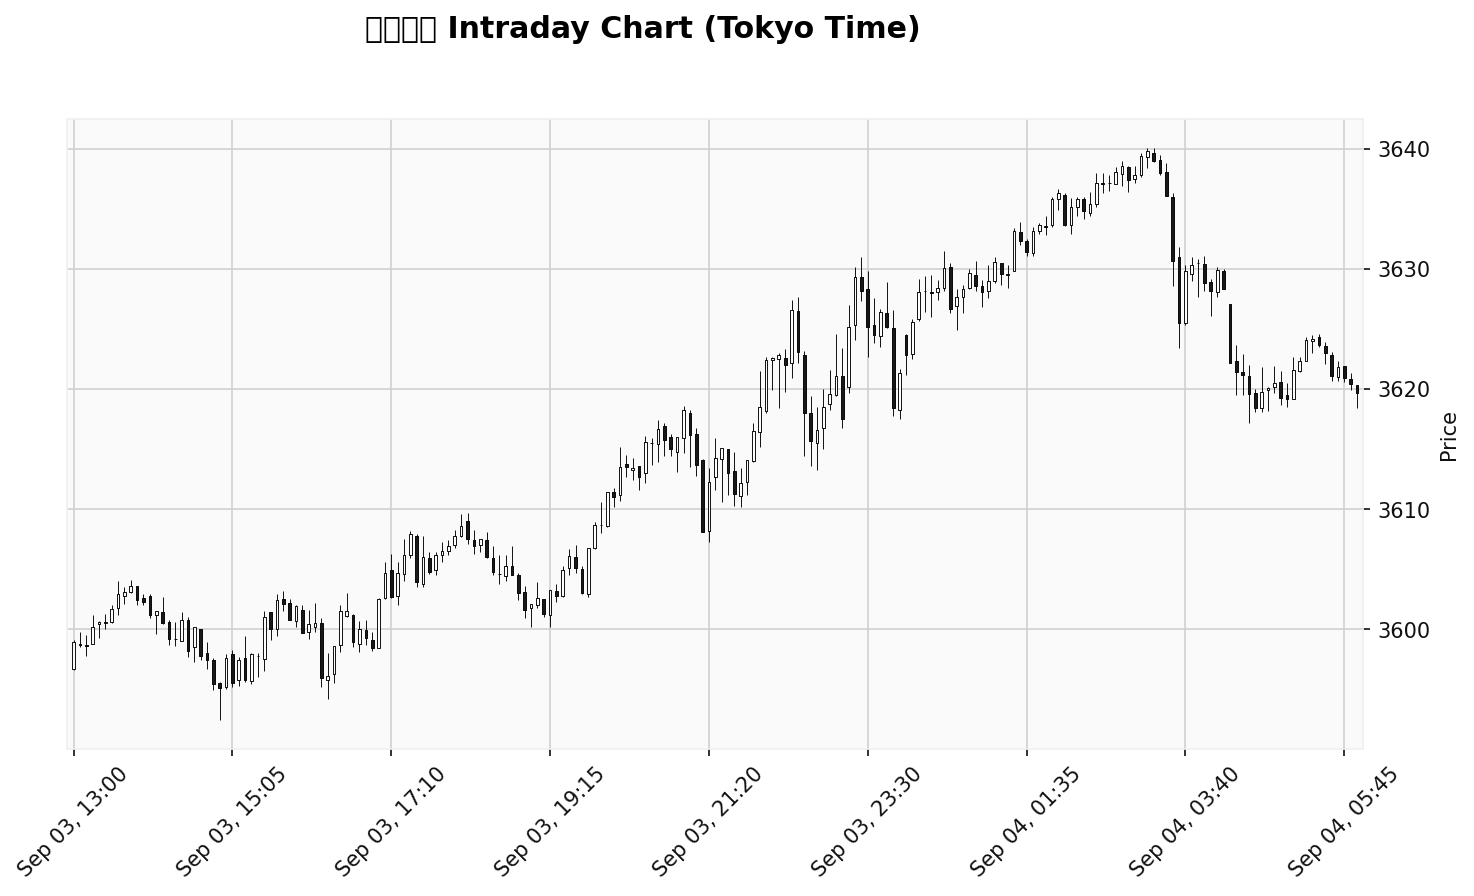 Intraday Chart (Tokyo Time)
3640
3630
3620
3610
3600
Price
Sep 03, 13:00
Sep 03, 15:05
Sep 03, 17:10
Sep 03, 19:15
Sep 03, 21:20
Sep 03, 23:30
Sep 04, 01:35
Sep 04, 03:40
Sep 04, 05:45